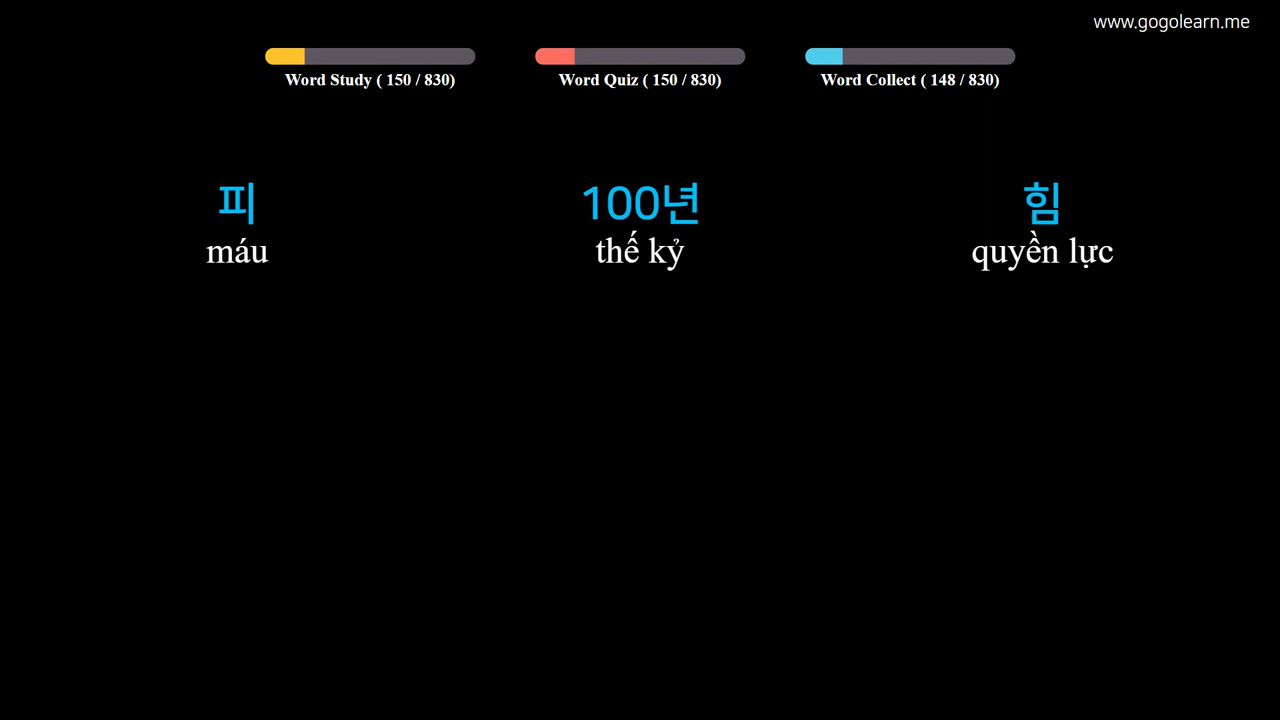 www.gogolearn.me
Word Study ( 150 / 830)
Word Quiz ( 150 / 830)
Word Collect ( 148 / 830)
피
máu
100년
thế kỷ
힘
quyền lực